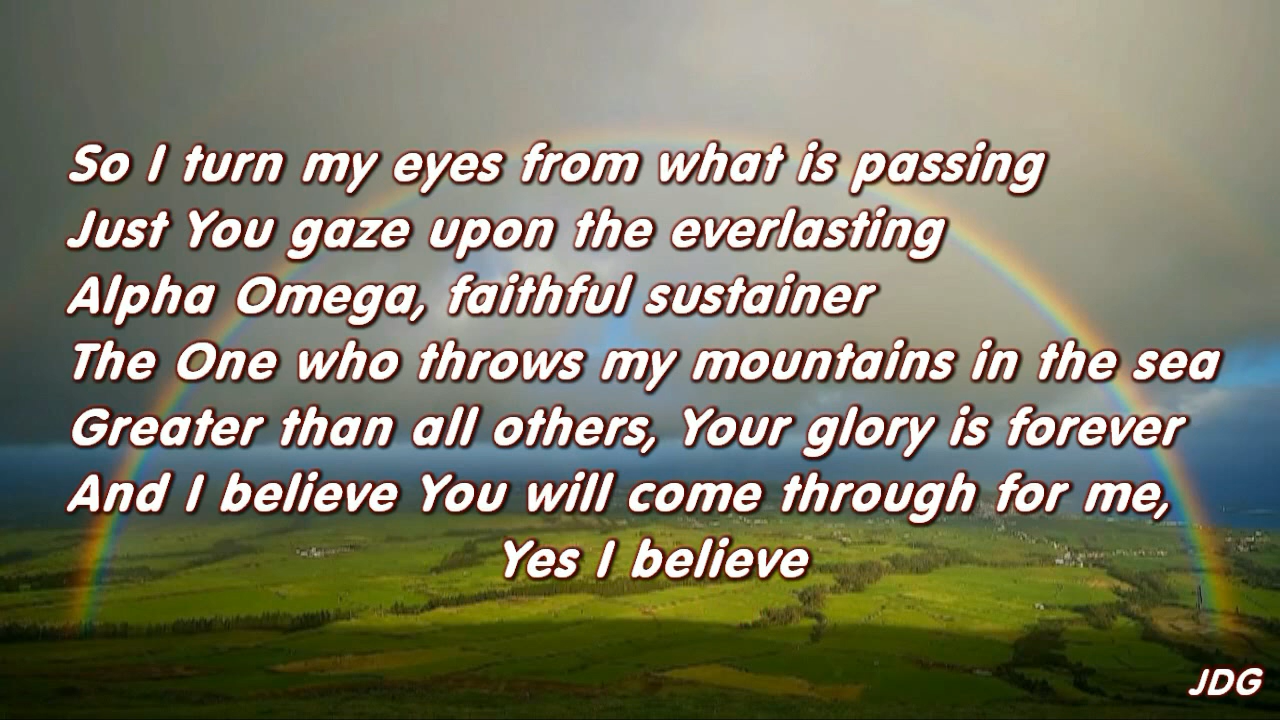 So I turn my eyes from what is passing
Just You gaze upon the everlasting
Alpha Omega, faithful sustainer
The One who throws my mountains in the sea
Greater than all others, Your glory is forever
And I believe You will come through for me,
Yes I believe
JDG